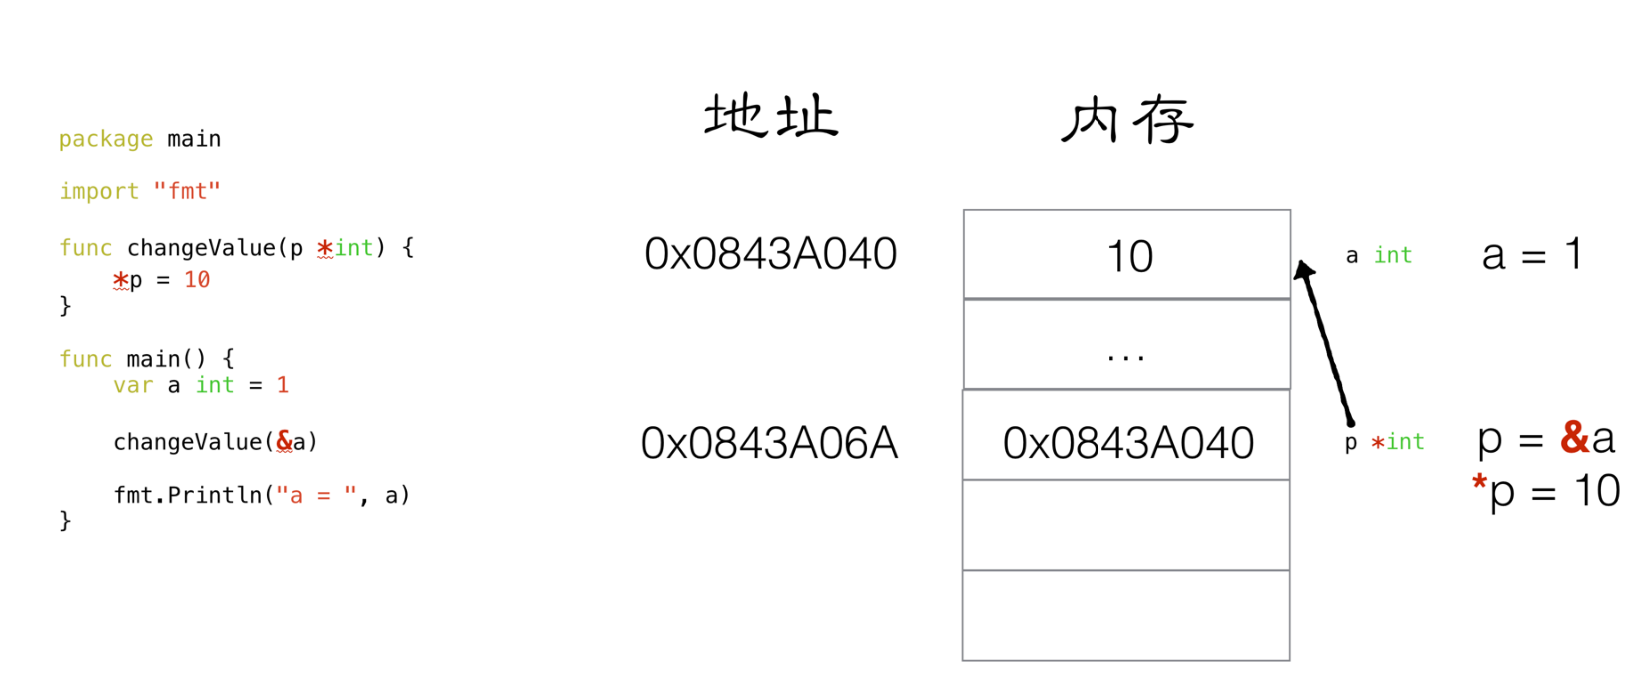 package main
import "fmt"
func changeValue(p *int) {
*p = 10
}
func main() {
var a int = 1
changeValue(&a)
fmt.Println("a = ", a)
}
地址 内存
0x0843A040 10 a int a = 1
...
0x0843A06A 0x0843A040 p *int p = &a
*p = 10